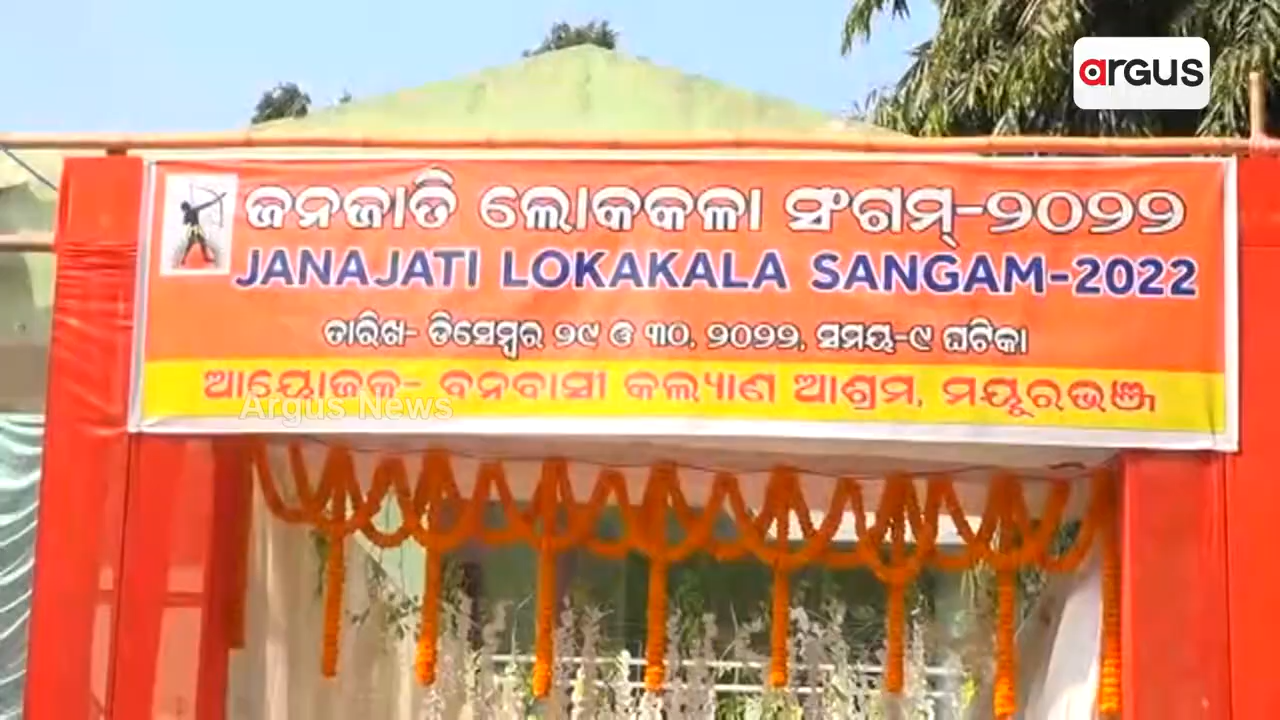 argus
ଜନଜାତି ଲୋକକଳା ସଂଗମ୍-୨୦୨୨
JANAJATI LOKAKALA SANGAM-2022
ତାରିଖ- ଡିସେମ୍ବର ୨୯ ଓ ୩୦, ୨୦୨୨, ସମୟ-୯ ଘଟିକା
ଆୟୋଜକ- ବନବାସୀ କଲ୍ୟାଣ ଆଶ୍ରମ, ମୟୂରଭଞ୍ଜ
Argus News